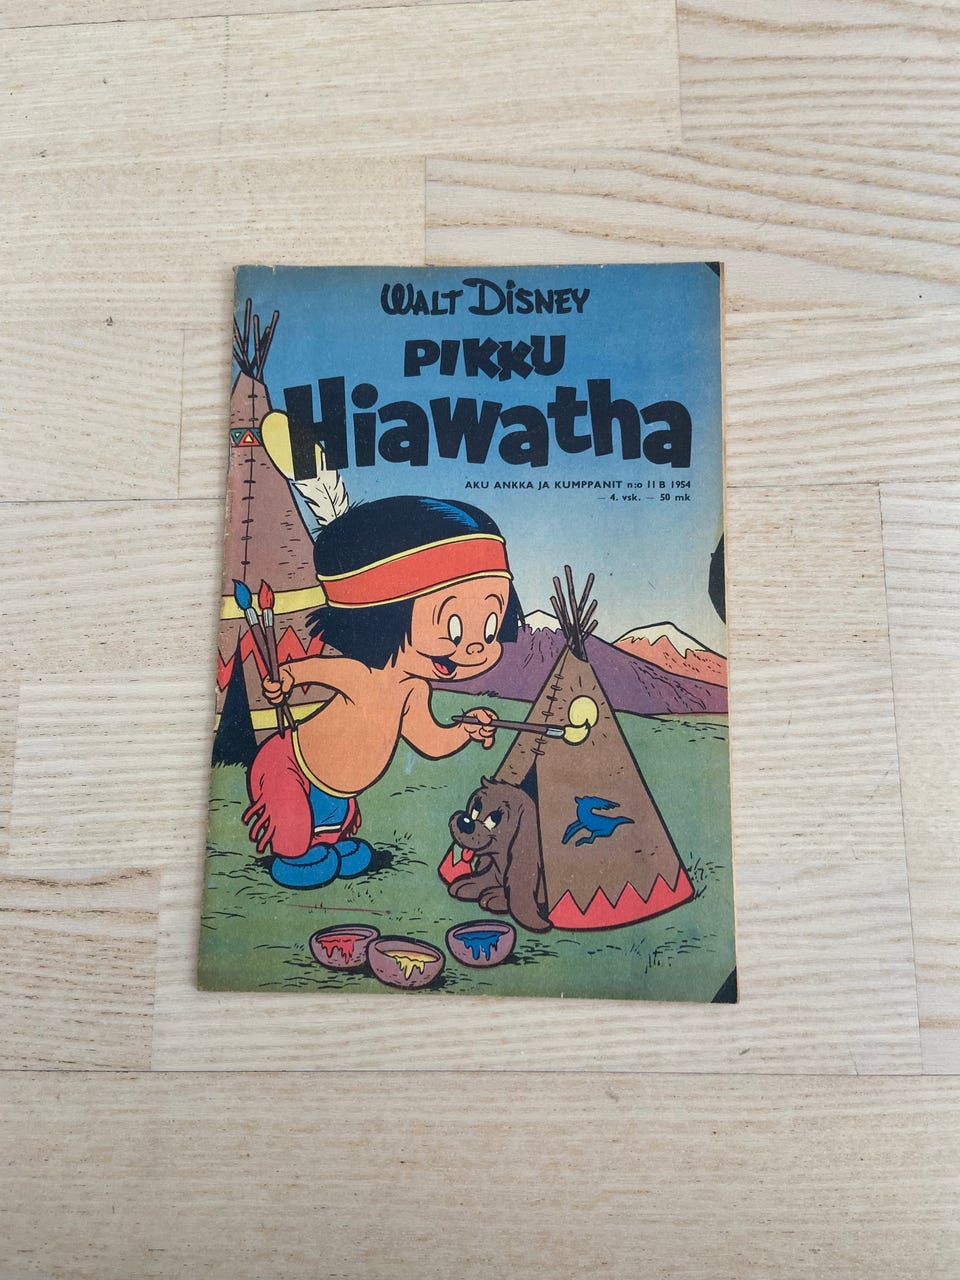 WALT DISNEY
PIKKU
Hiawatha
AKU ANKKA JA KUMPPANIT n:o 11 B 1954
— 4. vsk. — 50 mk